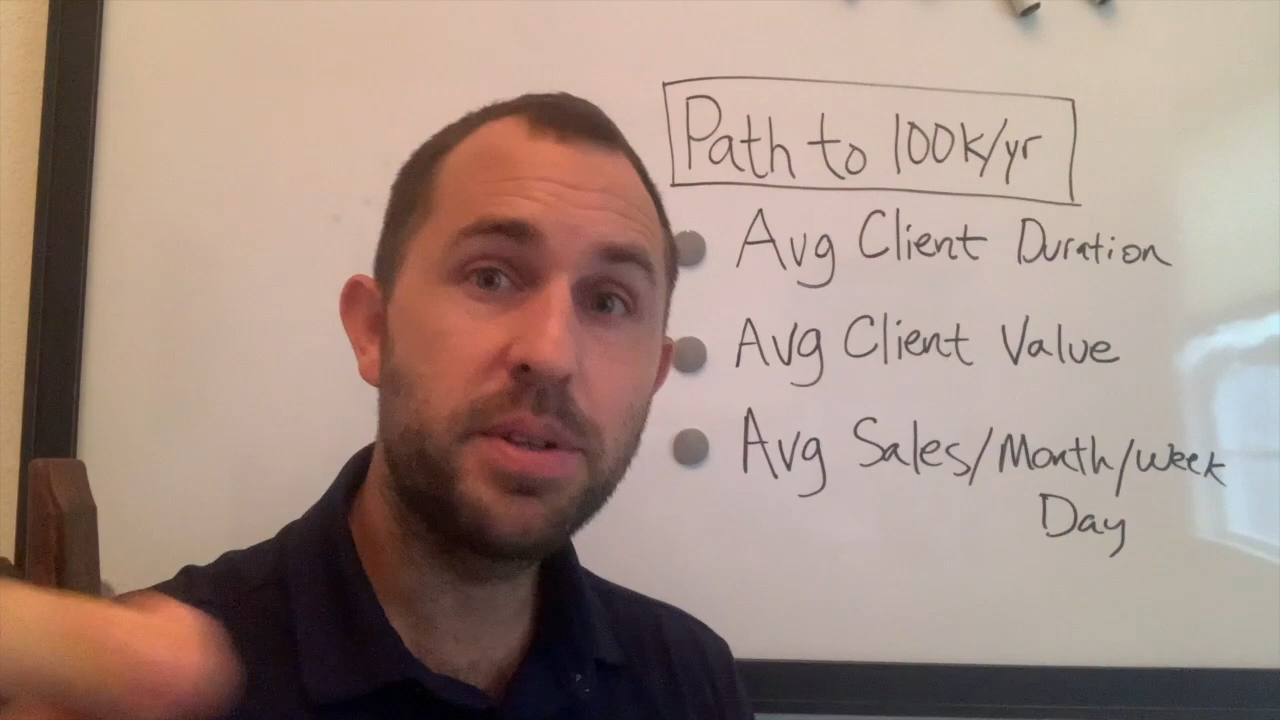 Path to 100k/yr
Avg Client Duration
Avg Client Value
Avg Sales/Month/Week
Day